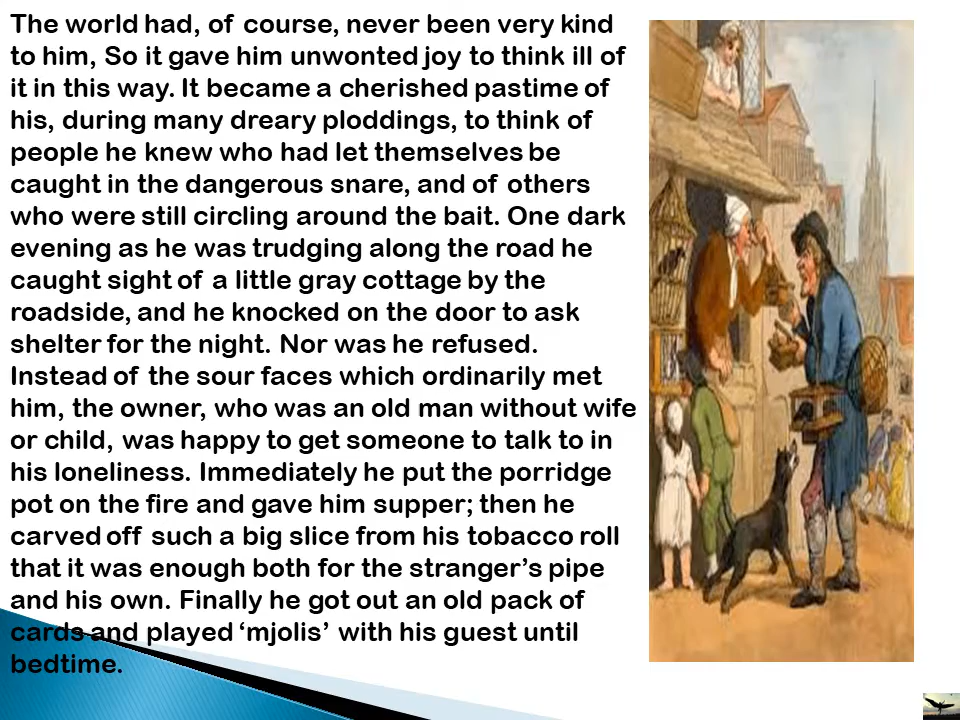 The world had, of course, never been very kind
to him, So it gave him unwonted joy to think ill of
it in this way. It became a cherished pastime of
his, during many dreary ploddings, to think of
people he knew who had let themselves be
caught in the dangerous snare, and of others
who were still circling around the bait. One dark
evening as he was trudging along the road he
caught sight of a little gray cottage by the
roadside, and he knocked on the door to ask
shelter for the night. Nor was he refused.
Instead of the sour faces which ordinarily met
him, the owner, who was an old man without wife
or child, was happy to get someone to talk to in
his loneliness. Immediately he put the porridge
pot on the fire and gave him supper; then he
carved off such a big slice from his tobacco roll
that it was enough both for the stranger’s pipe
and his own. Finally he got out an old pack of
cards and played ‘mjolis’ with his guest until
bedtime.